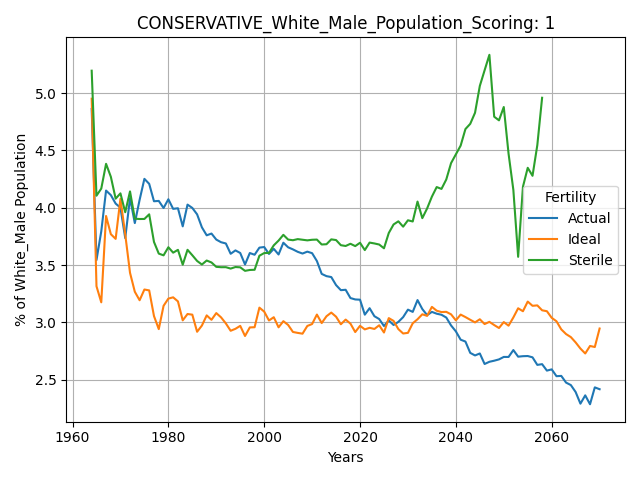 CONSERVATIVE_White_Male_Population_Scoring: 1
% of White_Male Population
5.0
4.5
4.0
3.5
3.0
2.5
Fertility
Actual
Ideal
Sterile
1960 1980 2000 2020 2040 2060
Years